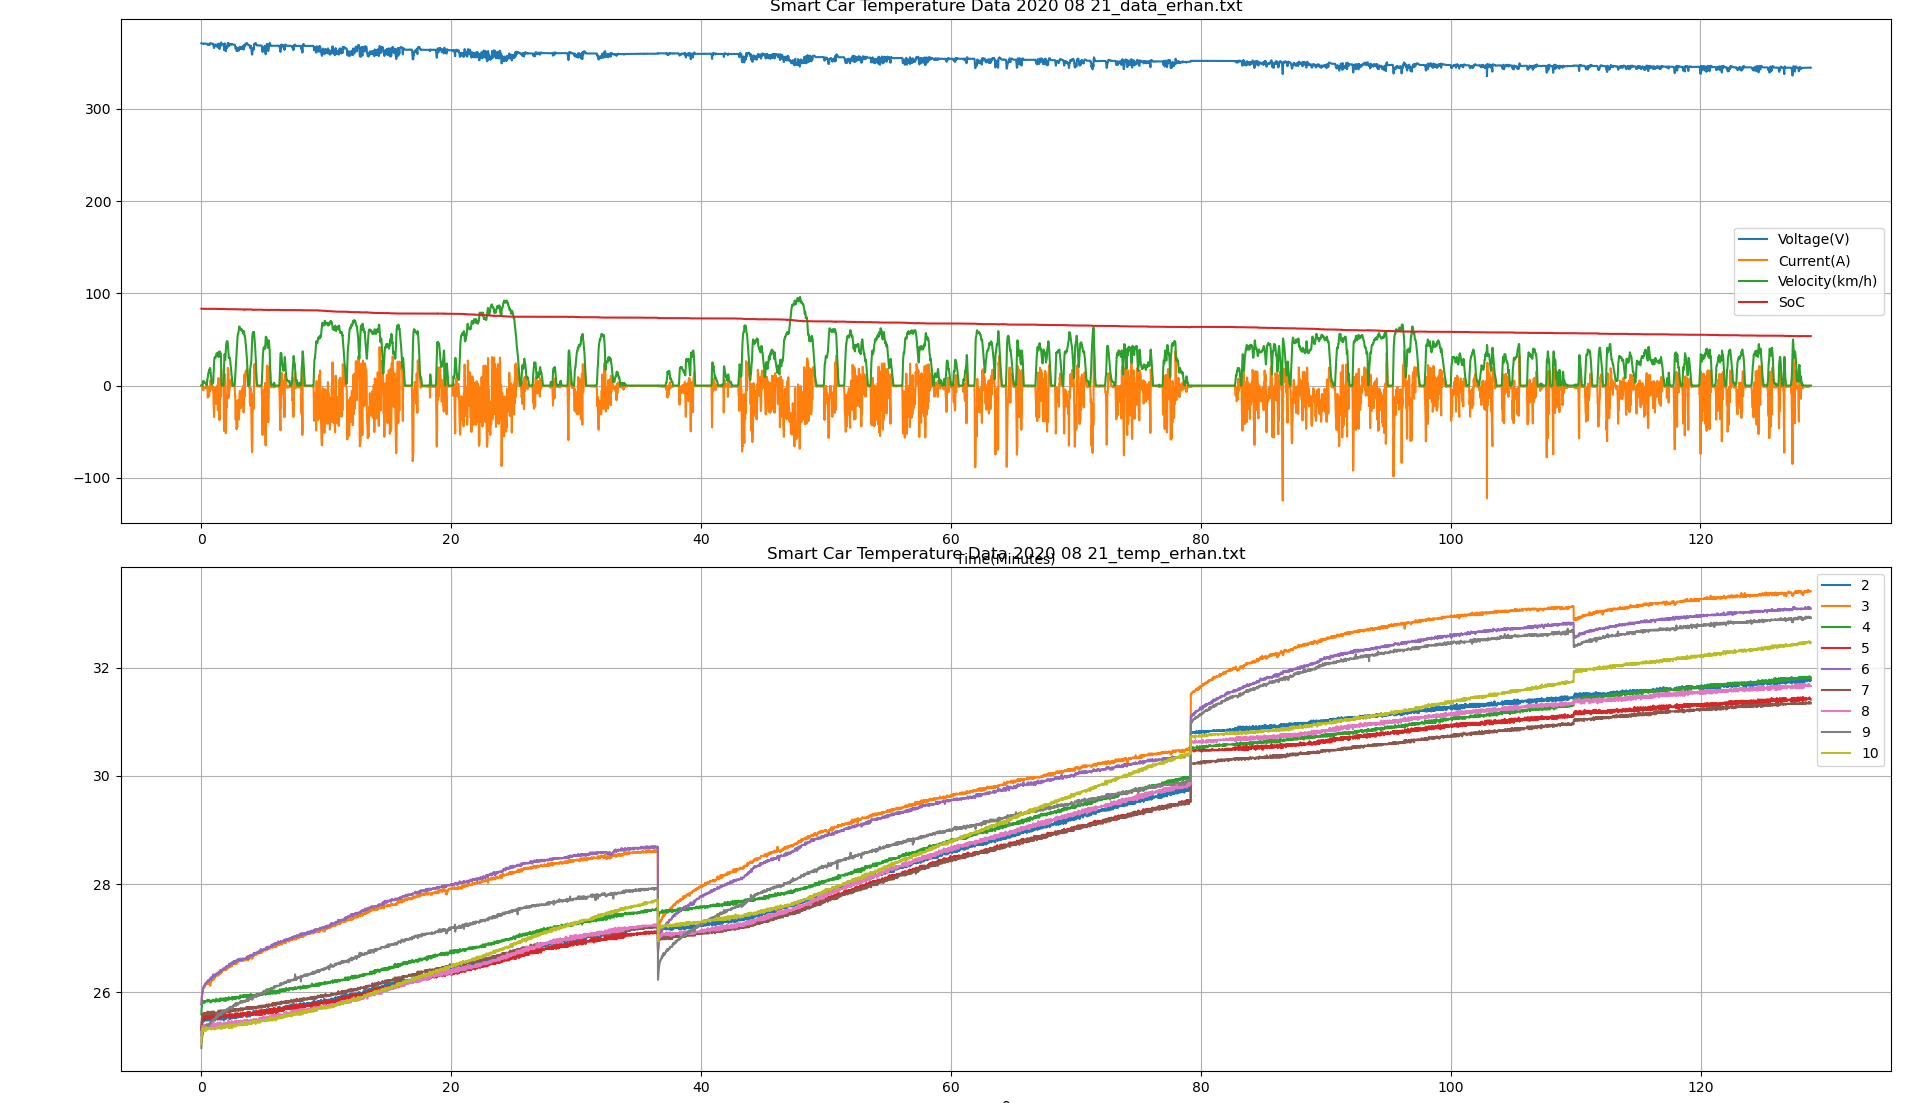 Smart Car Temperature Data 2020 08 21_data_erhan.txt
300
200
100
0
−100
Voltage(V)
Current(A)
Velocity(km/h)
SoC
0 20 40 60 80 100 120
Time(Minutes)
Smart Car Temperature Data 2020 08 21_temp_erhan.txt
32
30
28
26
2
3
4
5
6
7
8
9
10
0 20 40 60 80 100 120